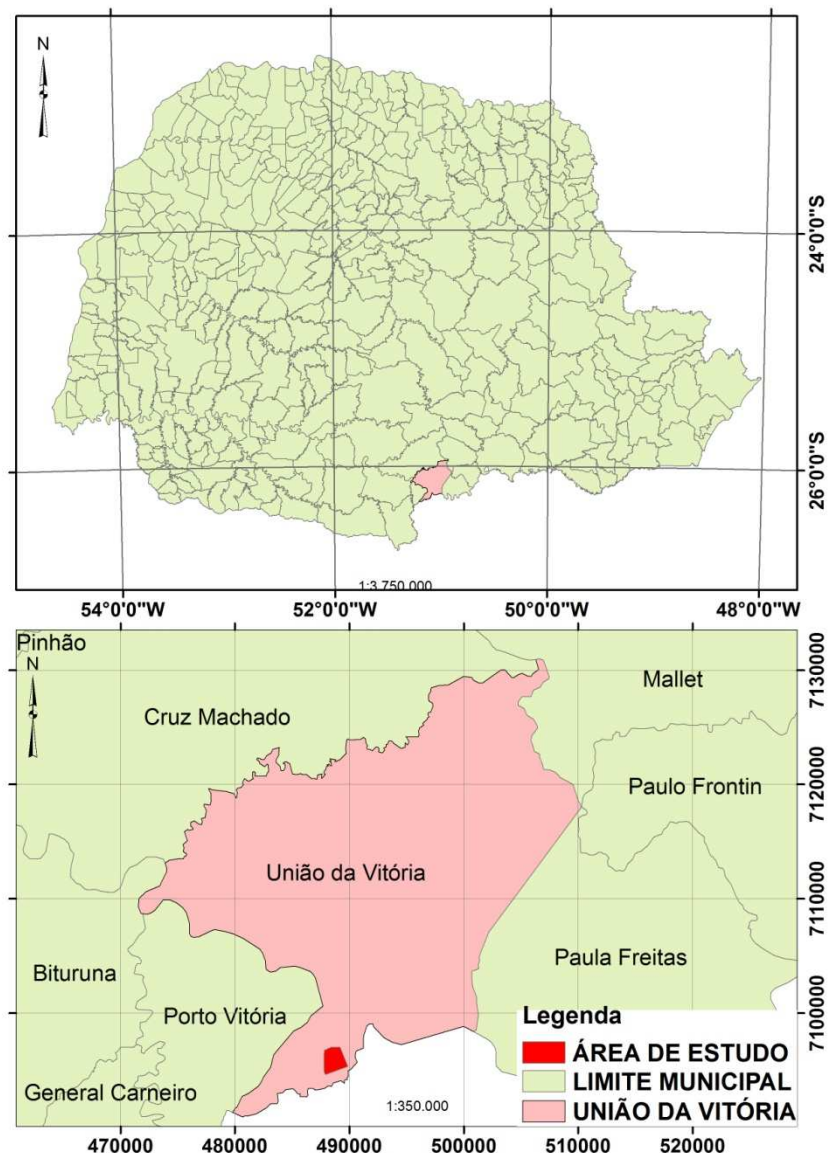 N
24°0'0"S
26°0'0"S
1:3.750.000
54°0'0"W
52°0'0"W
50°0'0"W
48°0'0"W
Pinhão
N
Mallet
Cruz Machado
Paulo Frontin
União da Vitória
Bituruna
Paula Freitas
Porto Vitória
General Carneiro
1:350.000
Legenda
ÁREA DE ESTUDO
LIMITE MUNICIPAL
UNIÃO DA VITÓRIA
7130000
7120000
7110000
7100000
470000
480000
490000
500000
510000
520000